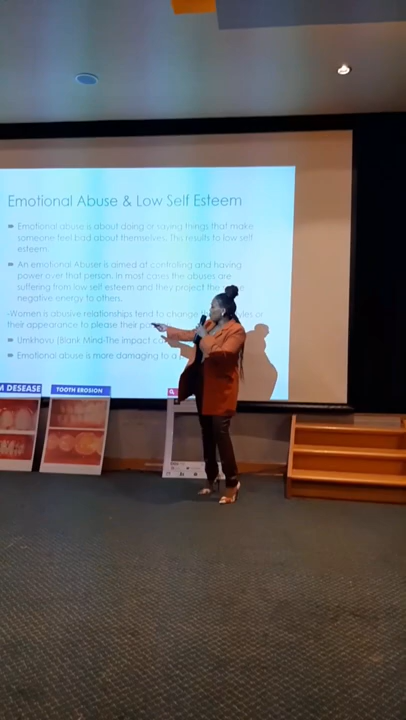 Emotional Abuse & Low Self Esteem
Emotional abuse is about doing or saying things that make
someone feel bad about themselves. This results to low self
esteem
An emotional Abuser is aimed at controlling and having
power over that person. In most cases the abuses are
suffering from low self esteem and they project the
negative energy to others.
-Women is abusive relationships tend to change or
their appearance to please their
Umkhovu (Blank Mind-The impact
Emotional abuse is more damaging to a
M DESEASE
TOOTH EROSION